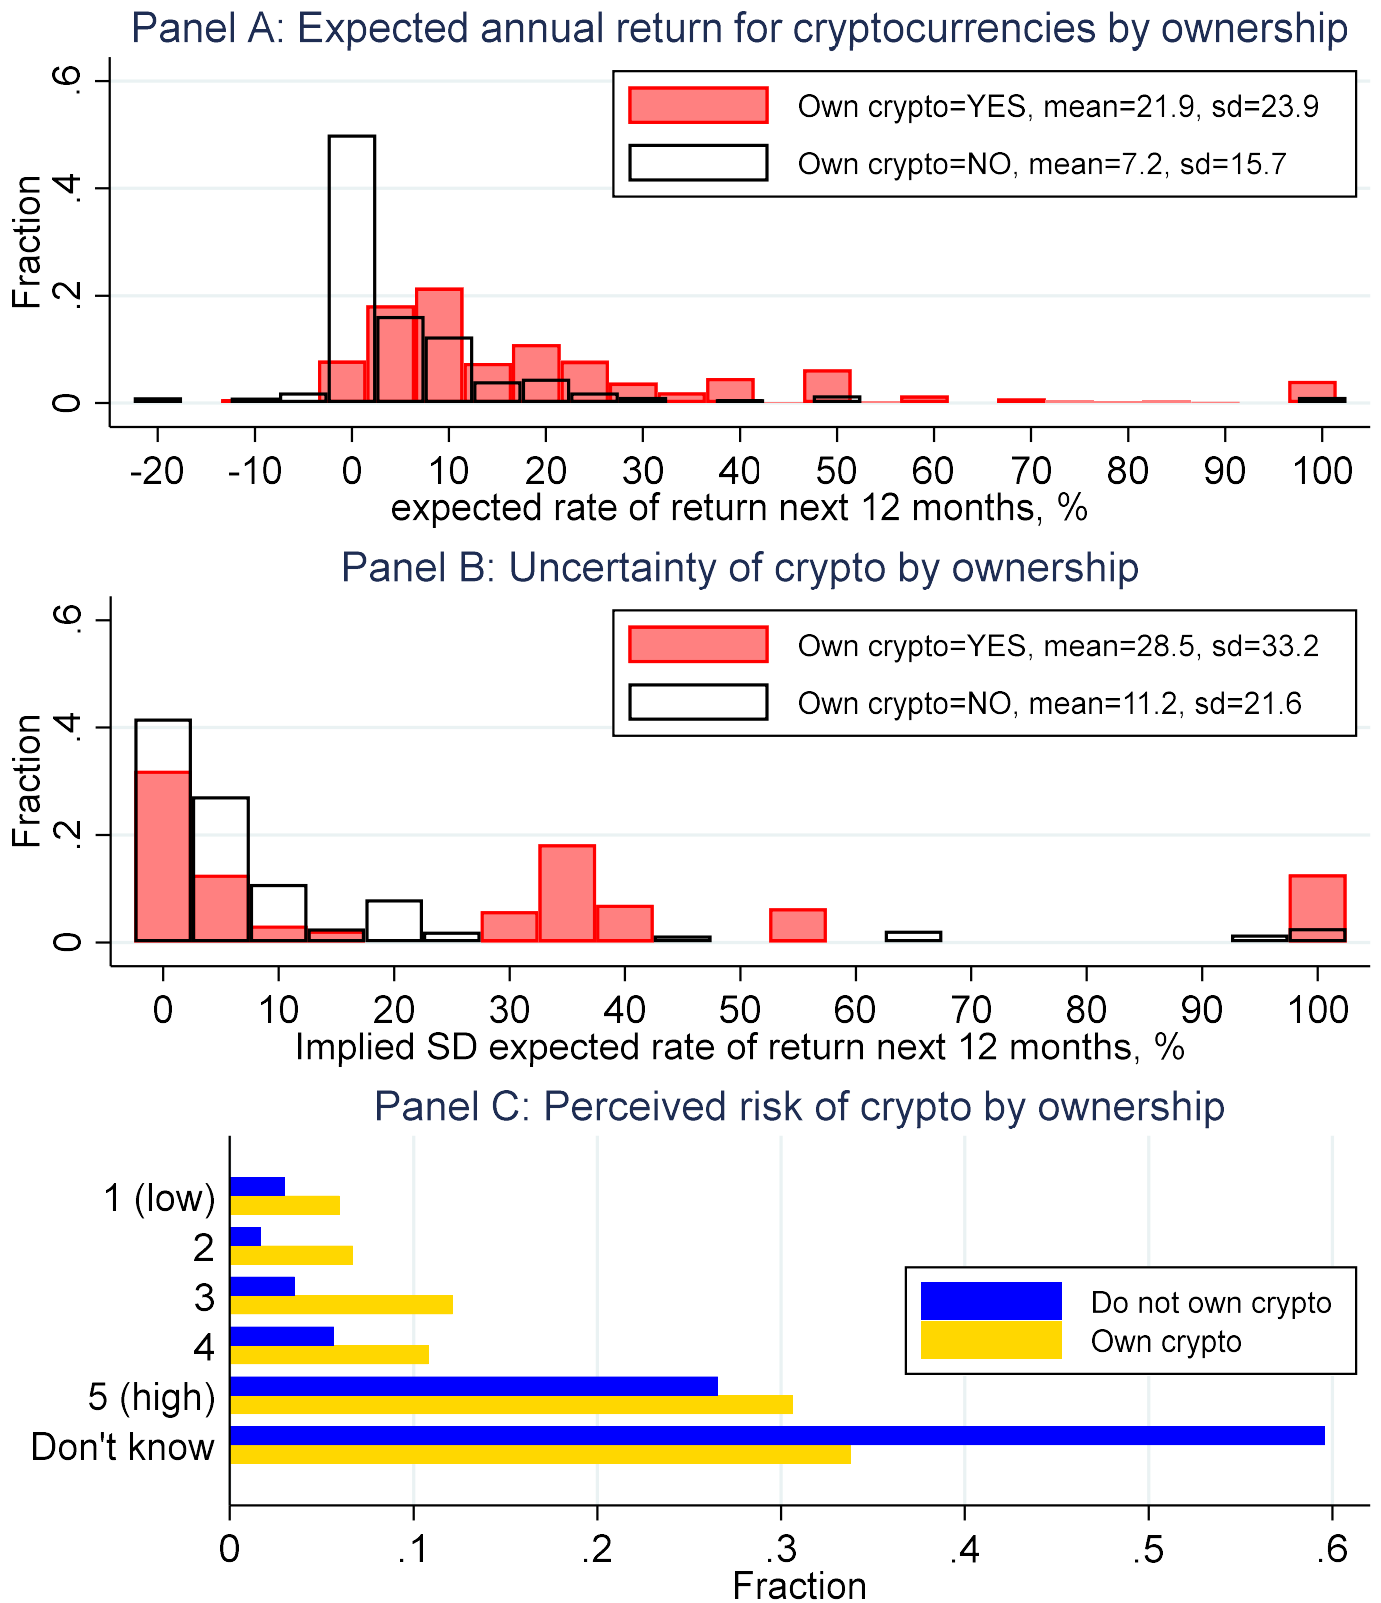 Panel A: Expected annual return for cryptocurrencies by ownership
Own crypto=YES, mean=21.9, sd=23.9
Own crypto=NO, mean=7.2, sd=15.7
Fraction
.6
.4
.2
0
-20 -10 0 10 20 30 40 50 60 70 80 90 100
expected rate of return next 12 months, %
Panel B: Uncertainty of crypto by ownership
Own crypto=YES, mean=28.5, sd=33.2
Own crypto=NO, mean=11.2, sd=21.6
Fraction
.6
.4
.2
0
0 10 20 30 40 50 60 70 80 90 100
Implied SD expected rate of return next 12 months, %
Panel C: Perceived risk of crypto by ownership
1 (low)
2
3
4
5 (high)
Don't know
Do not own crypto
Own crypto
0 .1 .2 .3 .4 .5 .6
Fraction